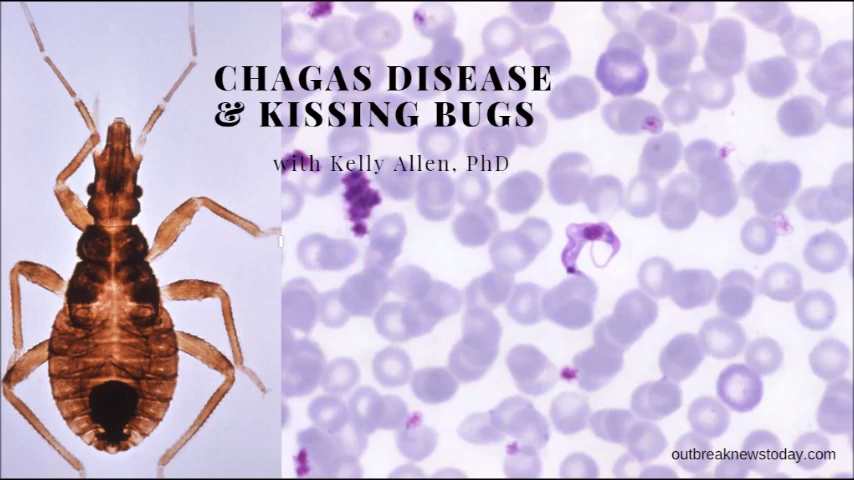 CHAGAS DISEASE
& KISSING BUGS
with Kelly Allen, PhD
outbreaknewstoday.com